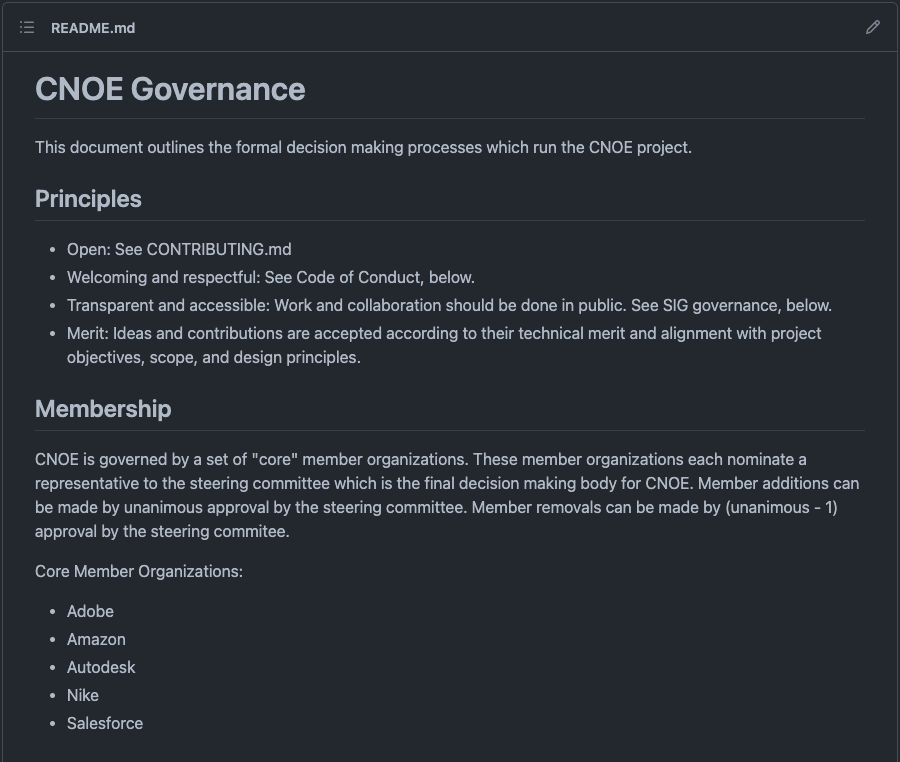 README.md
CNOE Governance
This document outlines the formal decision making processes which run the CNOE project.
Principles
• Open: See CONTRIBUTING.md
• Welcoming and respectful: See Code of Conduct, below.
• Transparent and accessible: Work and collaboration should be done in public. See SIG governance, below.
• Merit: Ideas and contributions are accepted according to their technical merit and alignment with project
objectives, scope, and design principles.
Membership
CNOE is governed by a set of "core" member organizations. These member organizations each nominate a
representative to the steering committee which is the final decision making body for CNOE. Member additions can
be made by unanimous approval by the steering committee. Member removals can be made by (unanimous - 1)
approval by the steering commitee.
Core Member Organizations:
• Adobe
• Amazon
• Autodesk
• Nike
• Salesforce